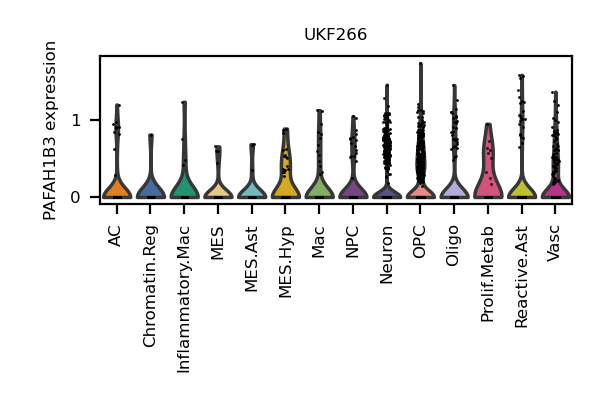 UKF266
PAFAH1B3 expression
1
0
AC
Chromatin.Reg
Inflammatory.Mac
MES
MES.Ast
MES.Hyp
Mac
NPC
Neuron
OPC
Oligo
Prolif.Metab
Reactive.Ast
Vasc